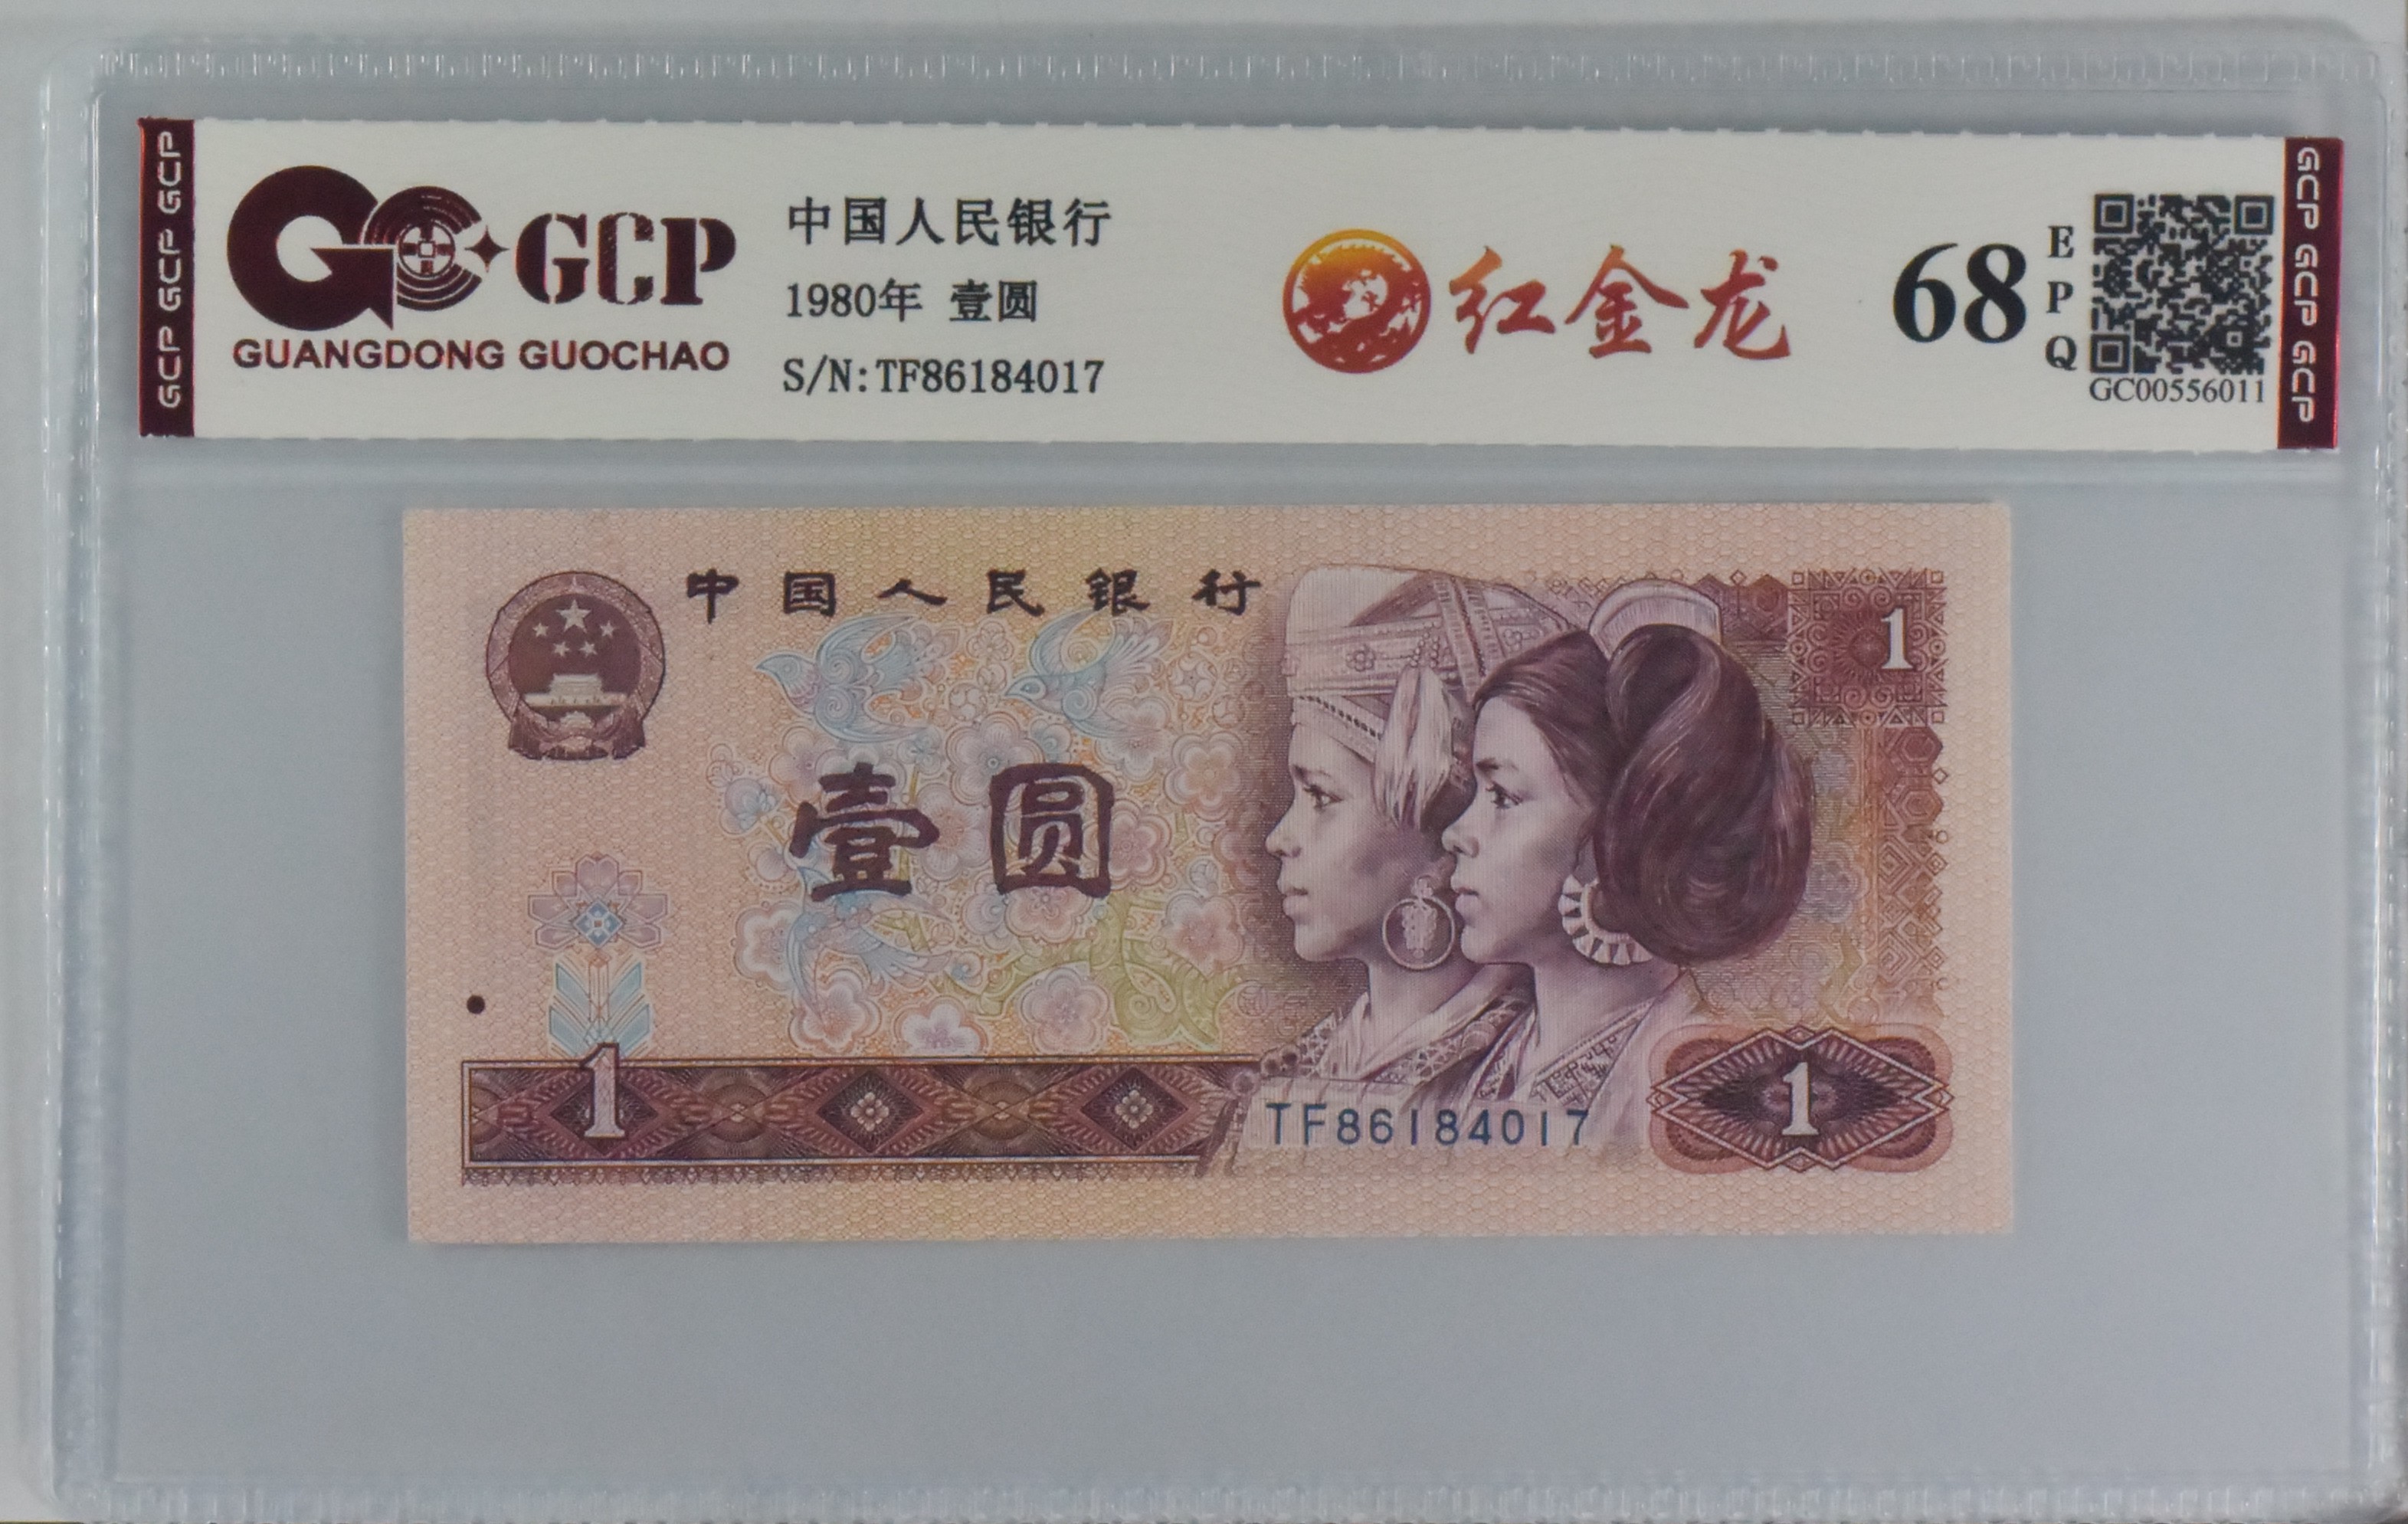 GCP GCP GCP
GCP
GUANGDONG GUOCHAO
中国人民银行
1980年 壹圆
S/N:TF86184017
红金龙
68
EPQ
GC00556011
GCP GCP GCP
中国人民银行
1
壹圆
1
TF86184017
1